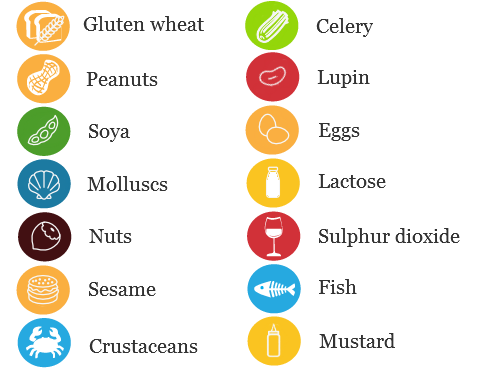 Gluten wheat
Peanuts
Soya
Molluscs
Nuts
Sesame
Crustaceans
Celery
Lupin
Eggs
Lactose
Sulphur dioxide
Fish
Mustard